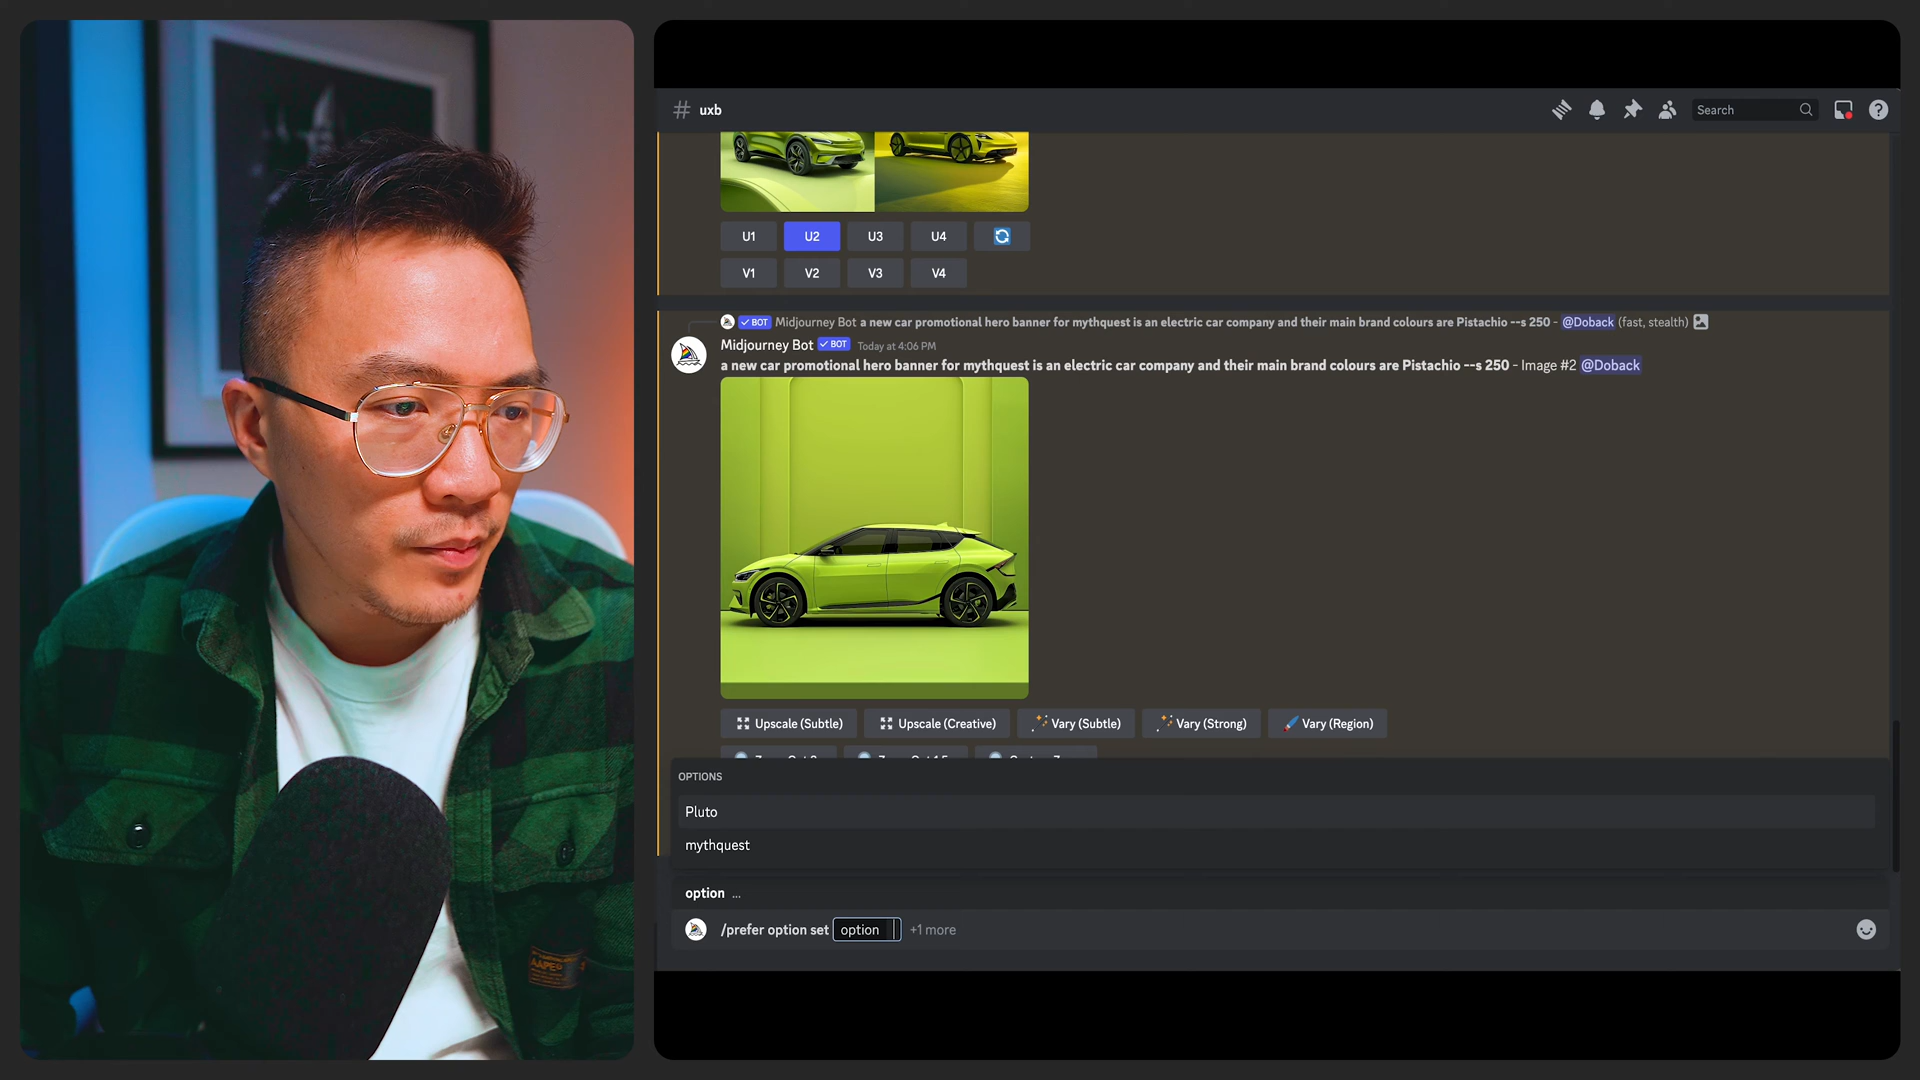 # uxb
Search
U1 U2 U3 U4
V1 V2 V3 V4
BOT Midjourney Bot a new car promotional hero banner for mythquest is an electric car company and their main brand colours are Pistachio --s 250 - @Doback (fast, stealth)
Midjourney Bot BOT Today at 4:06 PM
a new car promotional hero banner for mythquest is an electric car company and their main brand colours are Pistachio --s 250 - Image #2 @Doback
Upscale (Subtle) Upscale (Creative) Vary (Subtle) Vary (Strong) Vary (Region)
OPTIONS
Pluto
mythquest
option ...
/prefer option set option +1 more